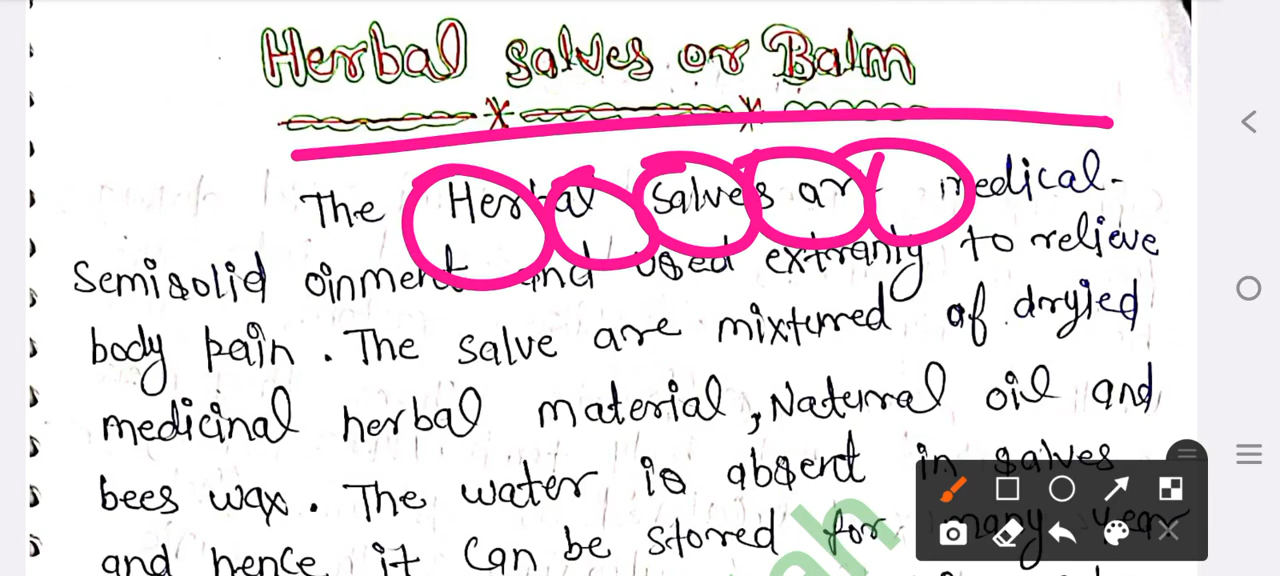 Herbal Salves or Balm
The Herbal Salves are medical-
Semisolid oinment and used extranly to relieve
body pain. The salve are mixtured of dryied
medicinal herbal material, Natural oil and
bees wax. The water is absent in salves
and hence it can be stored for many year